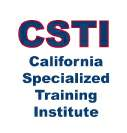 CSTI
California
Specialized
Training
Institute